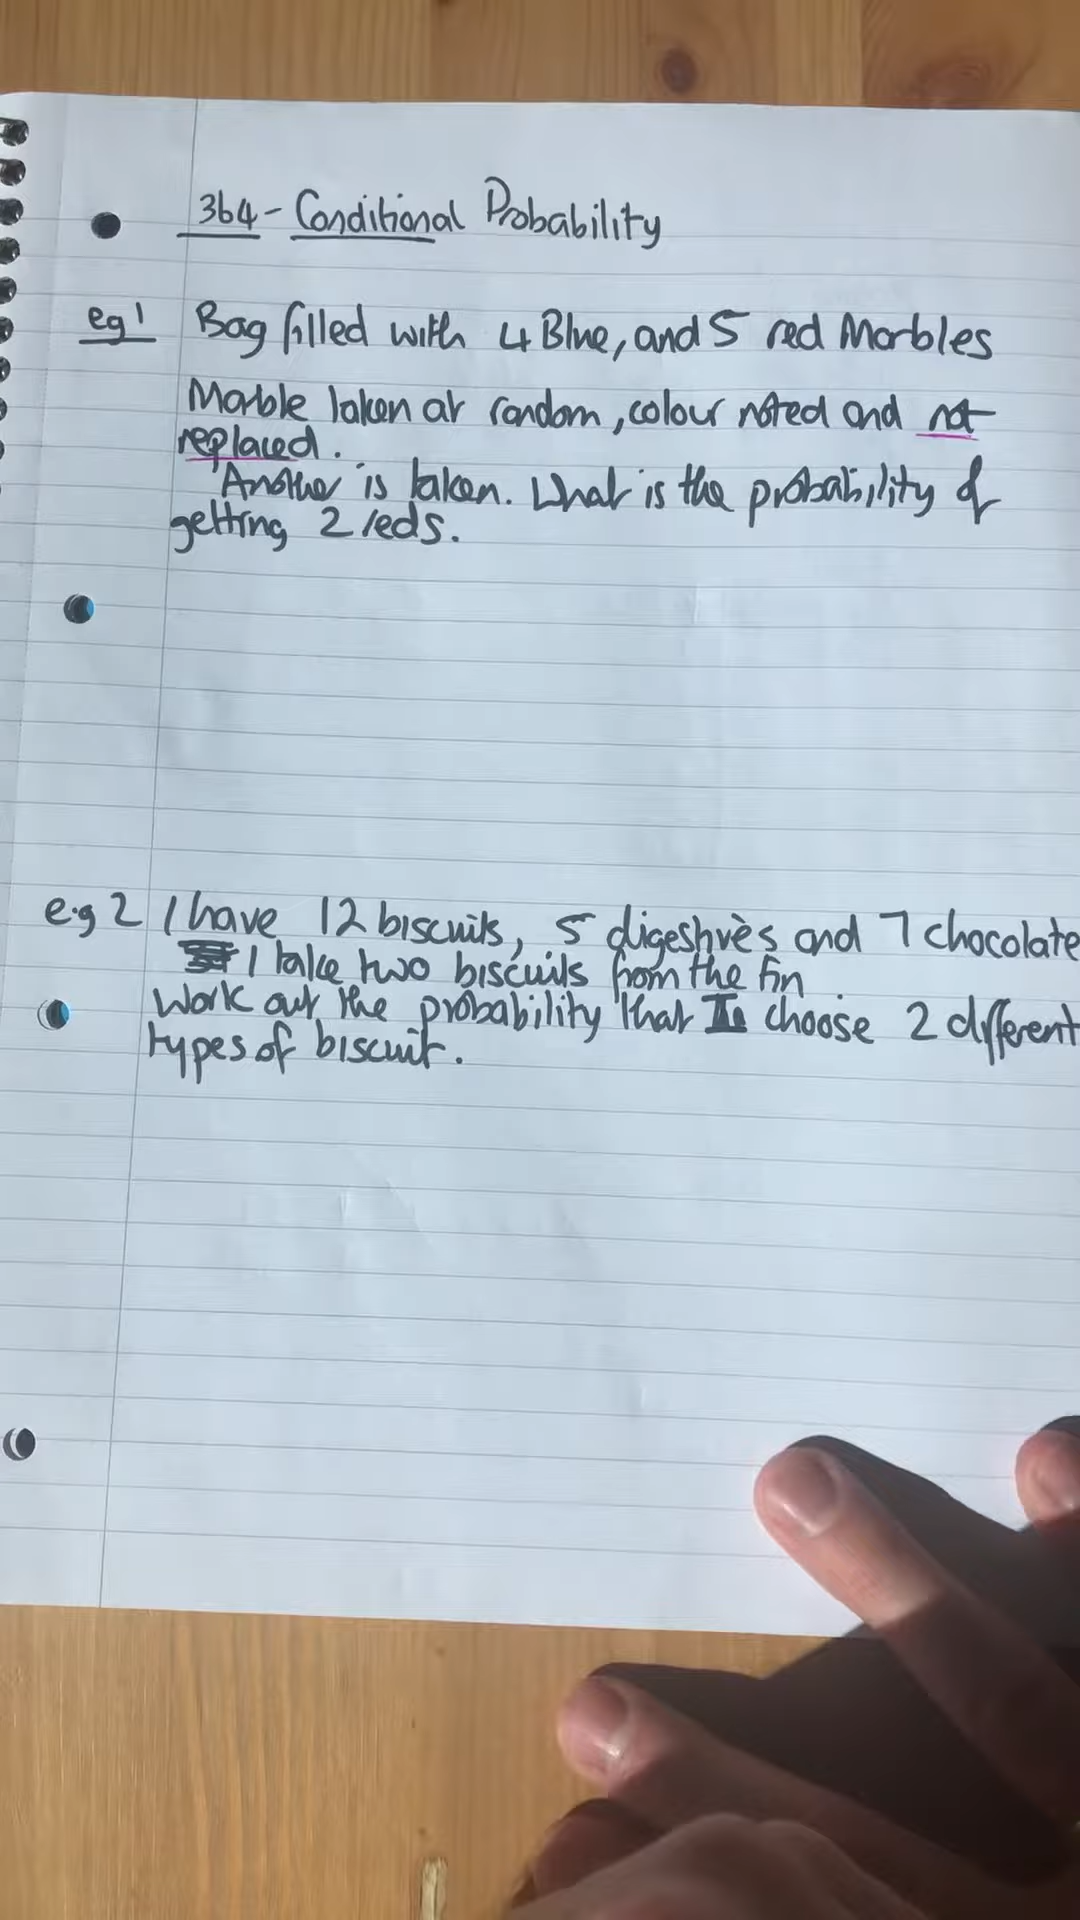 364 - Conditional Probability
eg 1 Bag filled with 4 Blue, and 5 red Marbles
Marble taken at random, colour noted and not
replaced.
Another is taken. What is the probability of
getting 2 reds.
e.g 2 I have 12 biscuits, 5 digestives and 7 chocolate
I take two biscuits from the tin
Work out the probability that I choose 2 different
types of biscuit.